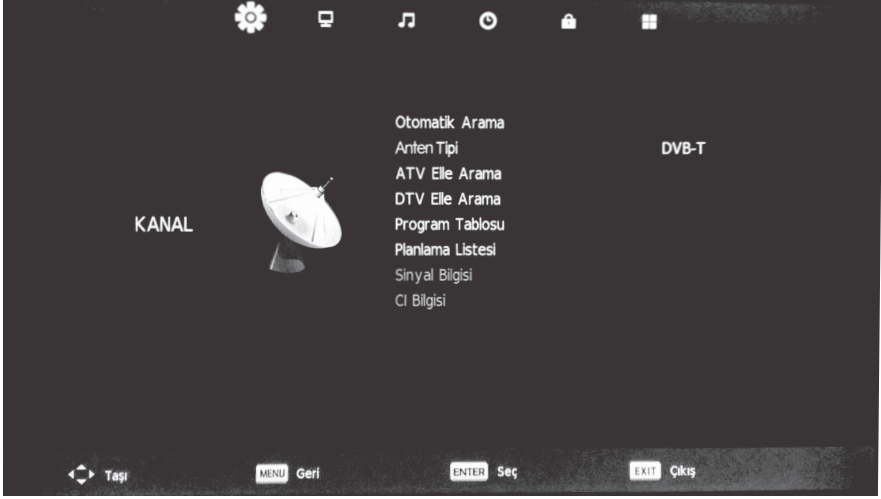 Otomatik Arama
Anten Tipi DVB-T
ATV Elle Arama
DTV Elle Arama
KANAL
Program Tablosu
Planlama Listesi
Sinyal Bilgisi
CI Bilgisi
Taşı MENU Geri ENTER Seç EXIT Çıkış